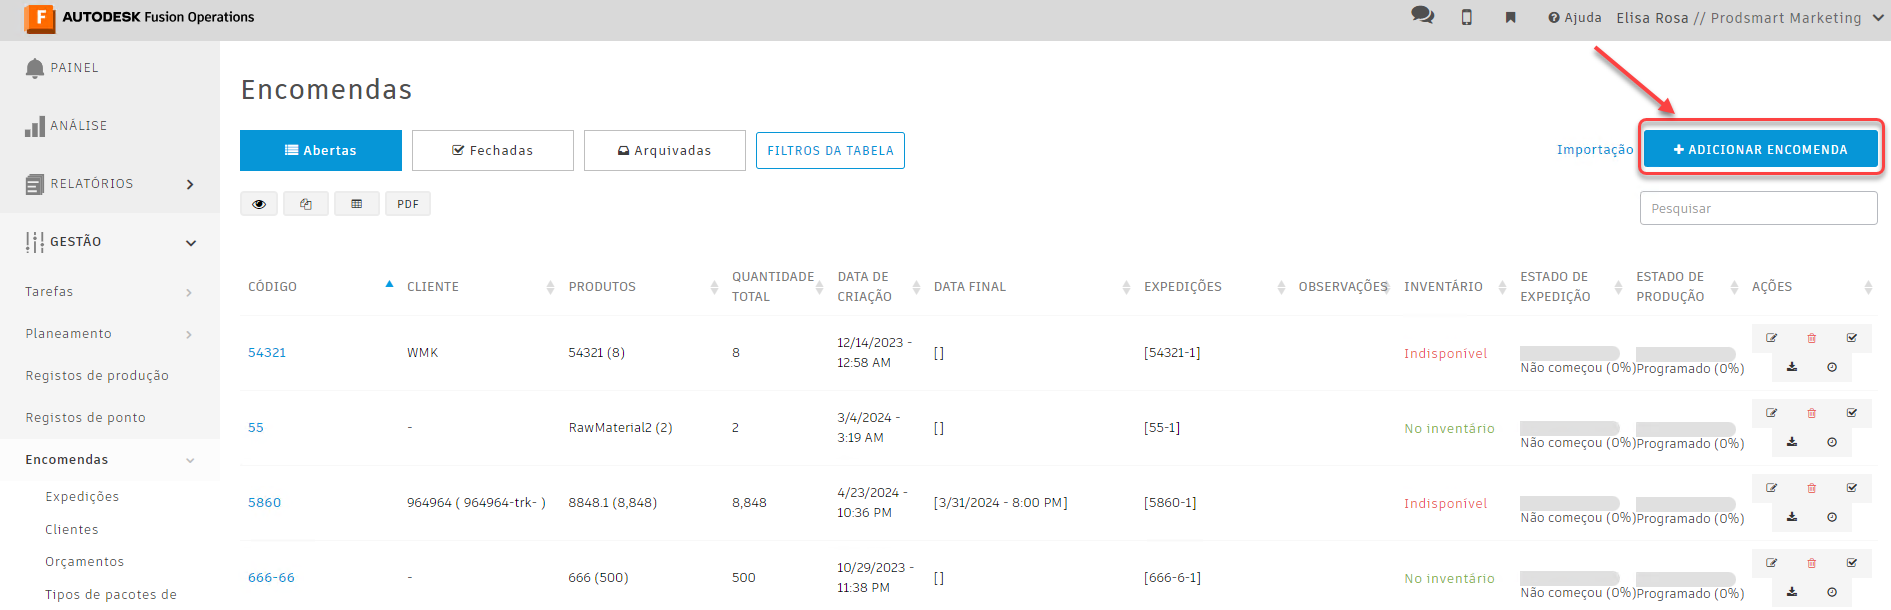 AUTODESK Fusion Operations
Ajuda Elisa Rosa // Prodsmart Marketing
PAINEL
ANÁLISE
RELATÓRIOS
GESTÃO
Tarefas
Planeamento
Registos de produção
Registos de ponto
Encomendas
Expedições
Clientes
Orçamentos
Tipos de pacotes de
Encomendas
Abertas Fechadas Arquivadas FILTROS DA TABELA Importação + ADICIONAR ENCOMENDA
PDF
Pesquisar
CÓDIGO CLIENTE PRODUTOS QUANTIDADE TOTAL DATA DE CRIAÇÃO DATA FINAL EXPEDIÇÕES OBSERVAÇÕES INVENTÁRIO ESTADO DE EXPEDIÇÃO ESTADO DE PRODUÇÃO AÇÕES
54321 WMK 54321 (8) 8 12/14/2023 - 12:58 AM [] [54321-1] Indisponível Não começou (0%) Programado (0%)
55 - RawMaterial2 (2) 2 3/4/2024 - 3:19 AM [] [55-1] No inventário Não começou (0%) Programado (0%)
5860 964964 ( 964964-trk- ) 8848.1 (8,848) 8,848 4/23/2024 - 10:36 PM [3/31/2024 - 8:00 PM] [5860-1] Indisponível Não começou (0%) Programado (0%)
666-66 - 666 (500) 500 10/29/2023 - 11:38 PM [] [666-6-1] No inventário Não começou (0%) Programado (0%)